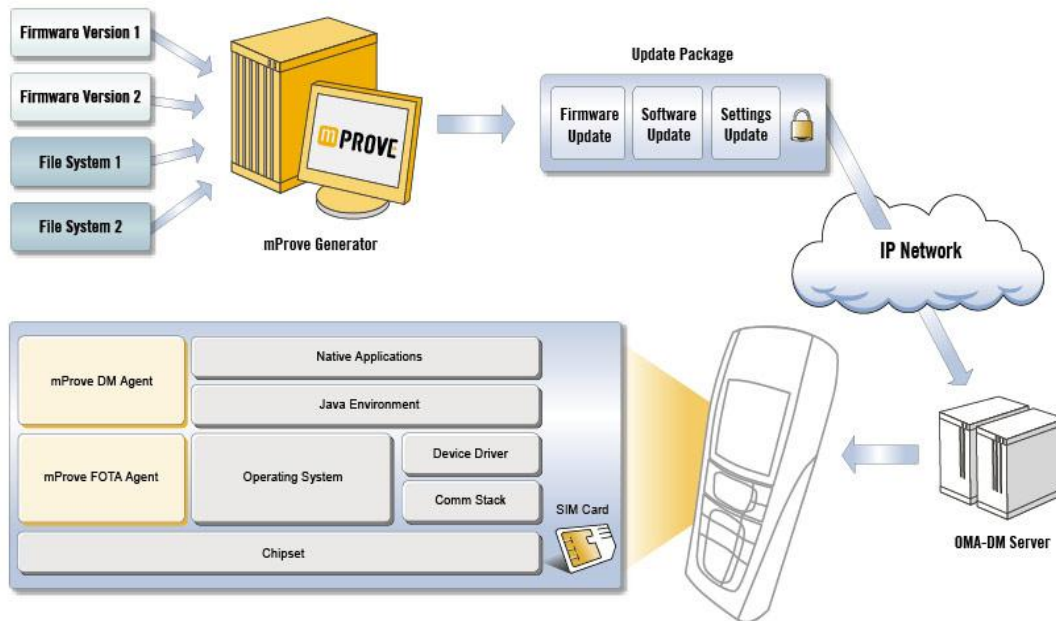 Firmware Version 1
Firmware Version 2
File System 1
File System 2
mPROVE
mProve Generator
Update Package
Firmware
Update
Software
Update
Settings
Update
IP Network
OMA-DM Server
mProve DM Agent
Native Applications
Java Environment
mProve FOTA Agent
Operating System
Device Driver
Comm Stack
SIM Card
Chipset